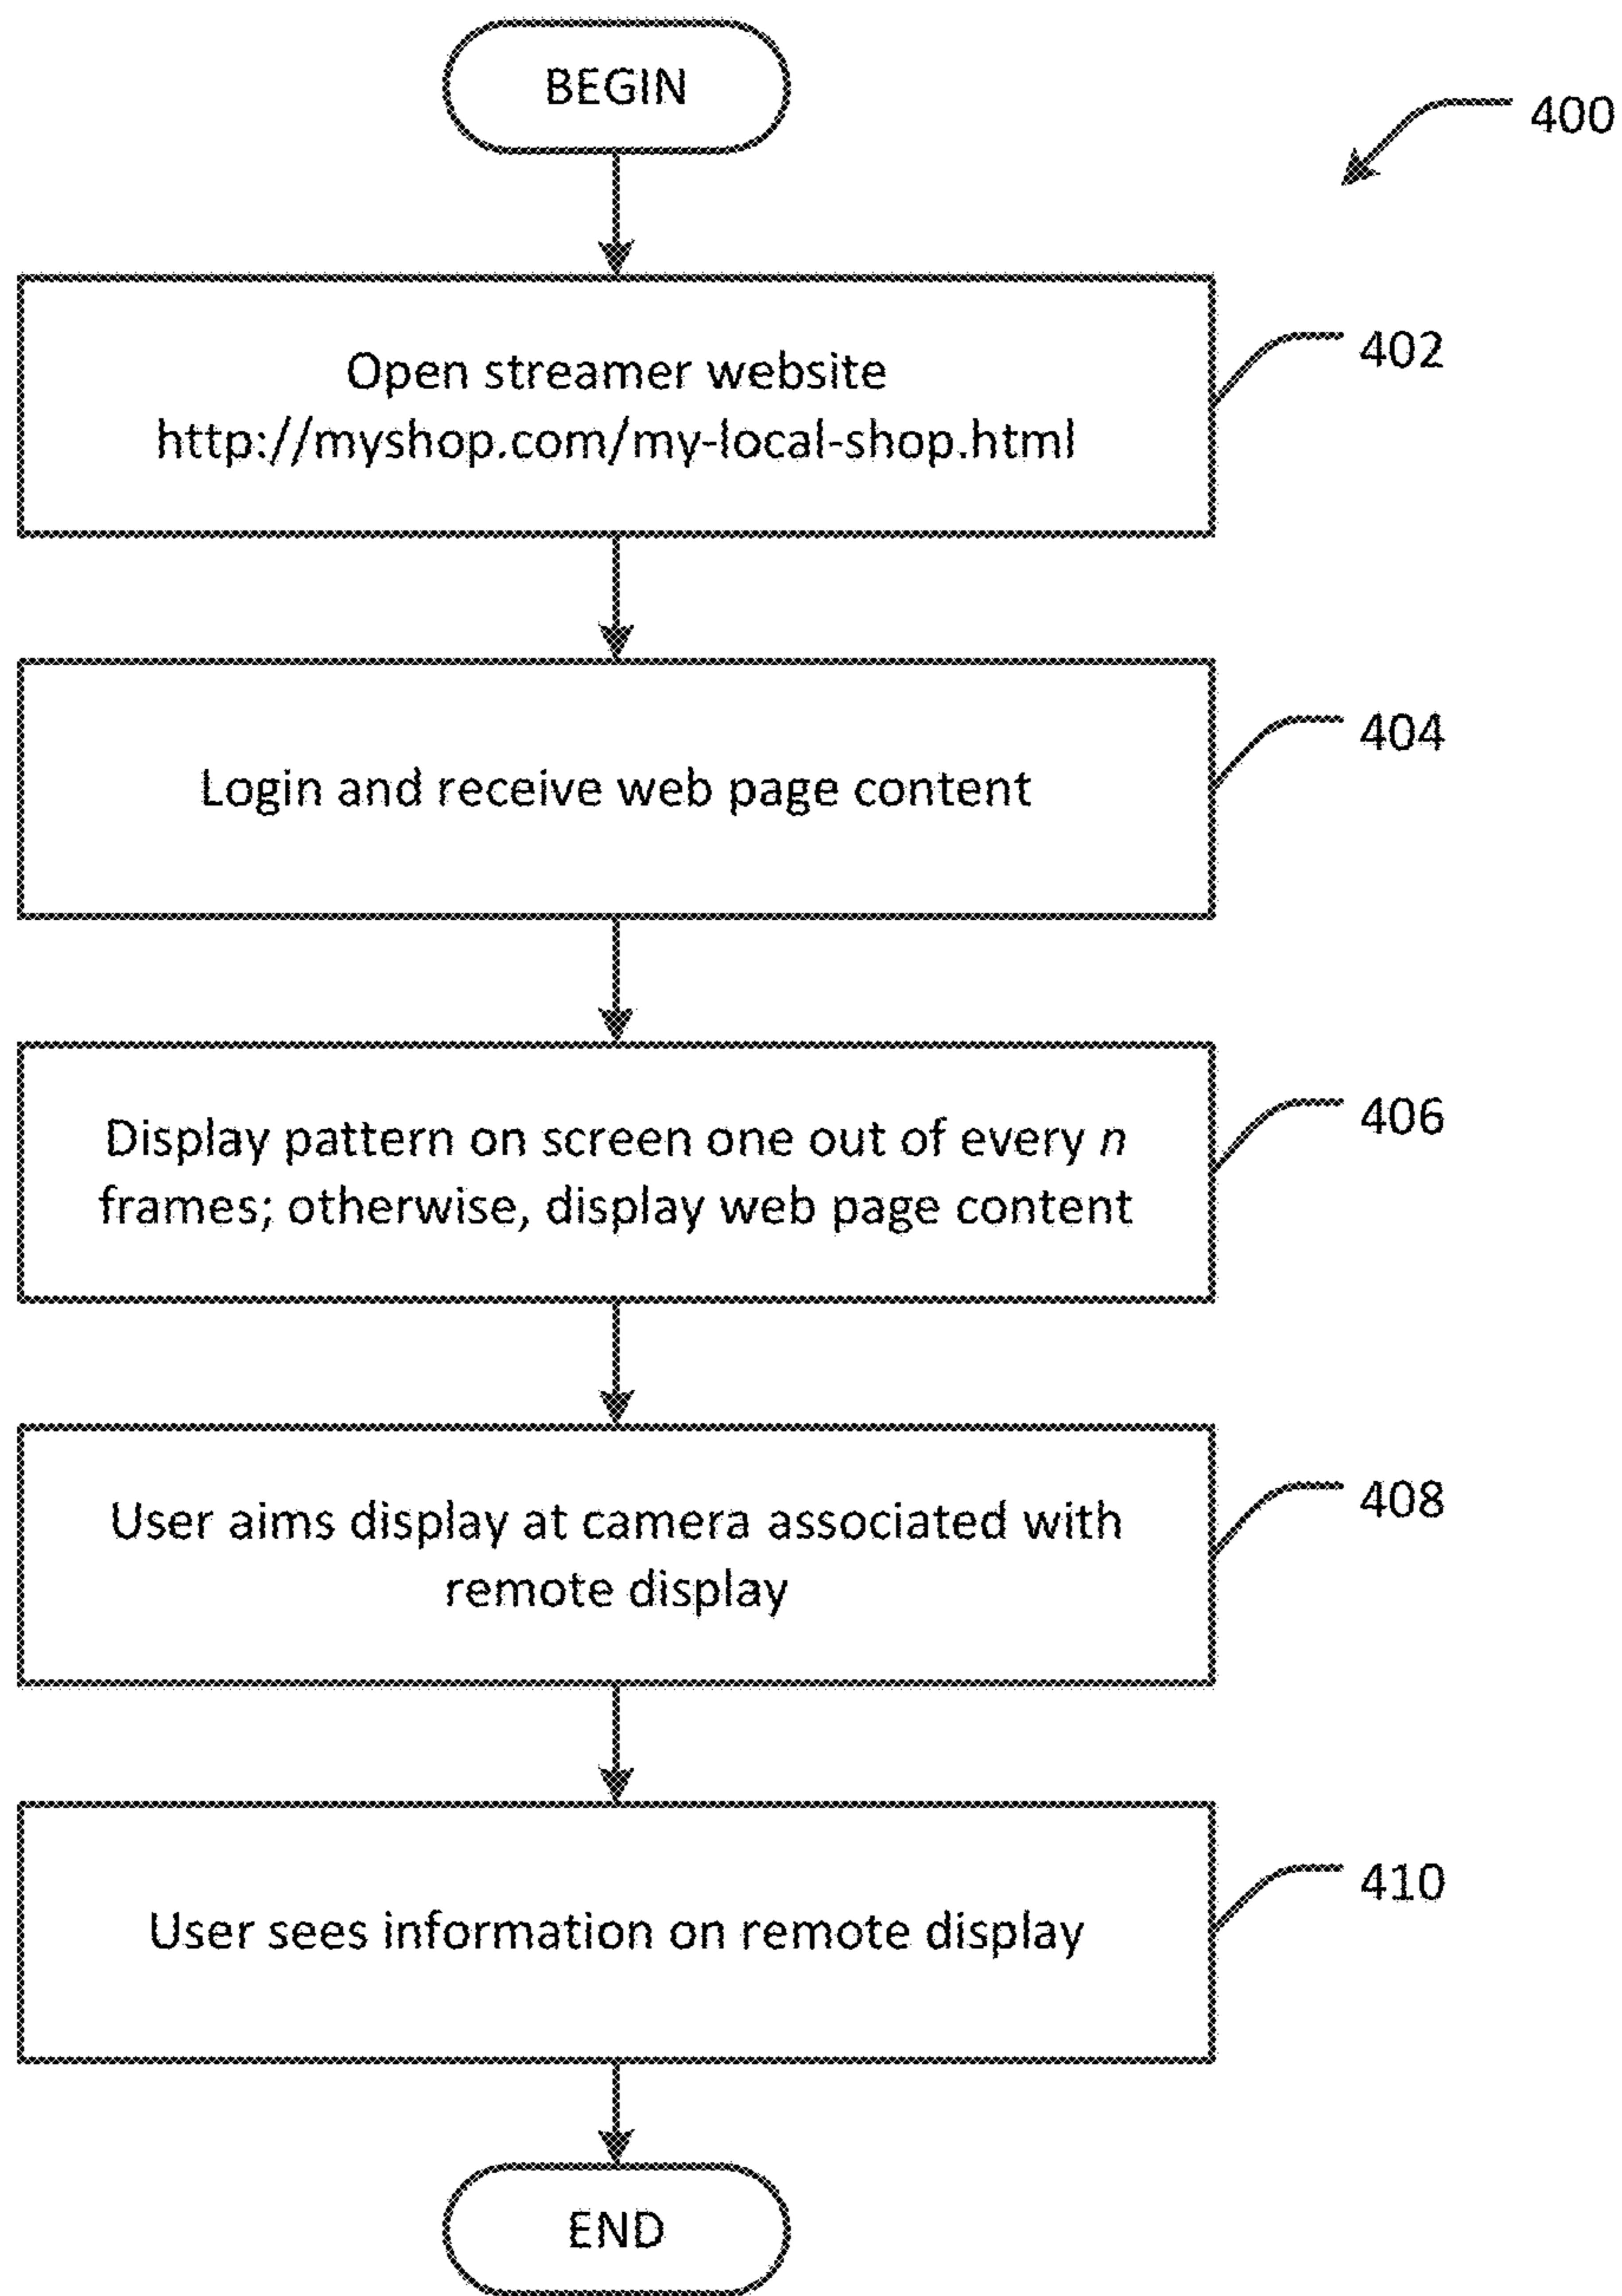 BEGIN
400
Open streamer website
http://myshop.com/my-local-shop.html
402
Login and receive web page content
404
Display pattern on screen one out of every n
frames; otherwise, display web page content
406
User aims display at camera associated with
remote display
408
User sees information on remote display
410
END